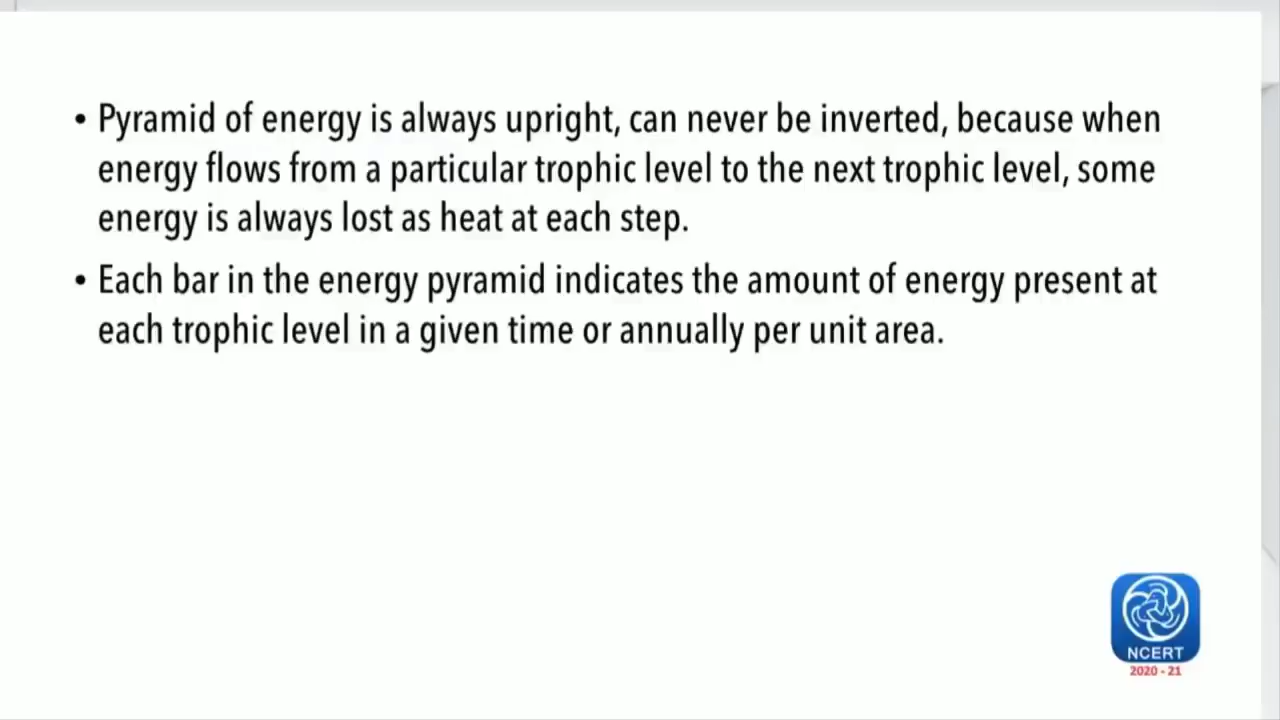 • Pyramid of energy is always upright, can never be inverted, because when
energy flows from a particular trophic level to the next trophic level, some
energy is always lost as heat at each step.
• Each bar in the energy pyramid indicates the amount of energy present at
each trophic level in a given time or annually per unit area.
NCERT
2020 - 21